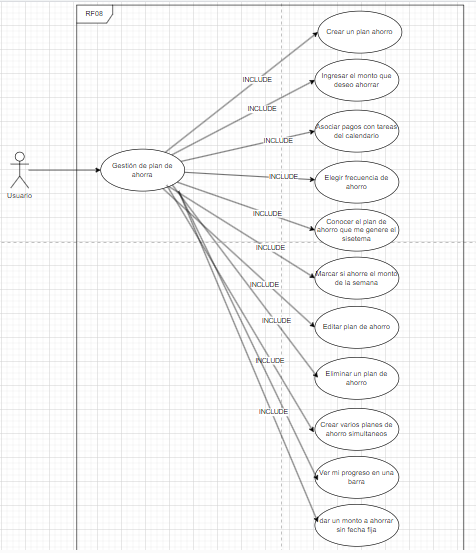 RF08
Crear un plan ahorro
INCLUDE
Ingresar el monto que
deseo ahorrar
INCLUDE
Asociar pagos con tareas
del calendario
INCLUDE
Usuario
Gestión de plan de
ahorra
Elegir frecuencia de
ahorro
INCLUDE
Conocer el plan de
ahorro que me genere el
sisetema
INCLUDE
Marcar si ahorre el monto
de la semana
INCLUDE
Editar plan de ahorro
INCLUDE
Eliminar un plan de
ahorro
INCLUDE
Crear varios planes de
ahorro simultaneos
INCLUDE
Ver mi progreso en una
barra
INCLUDE
dar un monto a ahorrar
sin fecha fija